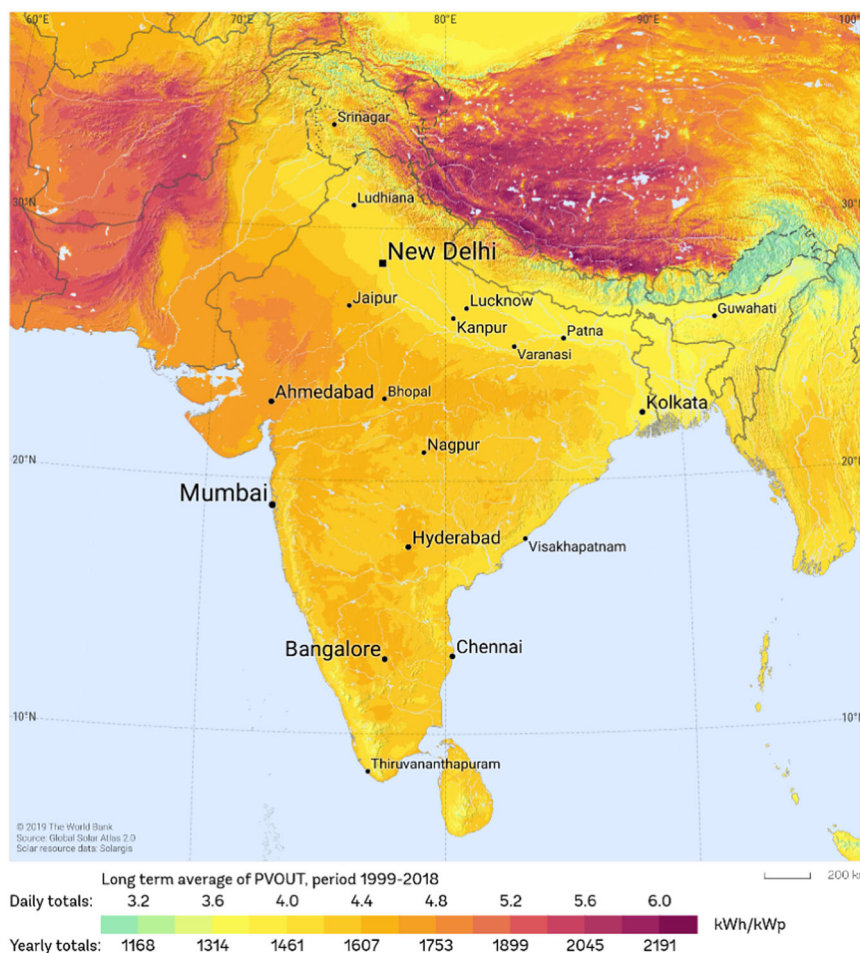 60°E 70°E 80°E 90°E 100°
Srinagar
30°N
Ludhiana
New Delhi
Jaipur
Lucknow
Kanpur
Patna
Guwahati
Varanasi
Ahmedabad
Bhopal
Kolkata
Nagpur
20°N 20°N
Mumbai
Hyderabad
Visakhapatnam
Bangalore
Chennai
10°N 10°N
Thiruvananthapuram
© 2019 The World Bank
Source: Global Solar Atlas 2.0
Solar resource data: Solargis
Long term average of PVOUT, period 1999-2018
200 k
Daily totals: 3.2 3.6 4.0 4.4 4.8 5.2 5.6 6.0
kWh/kWp
Yearly totals: 1168 1314 1461 1607 1753 1899 2045 2191